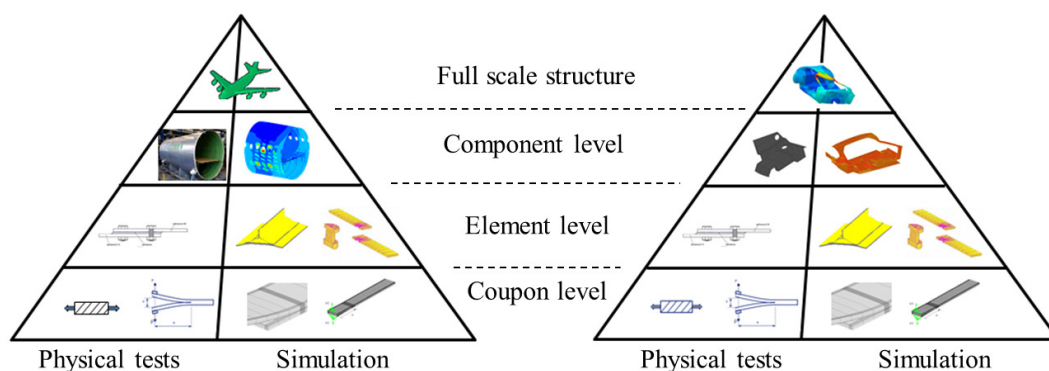 Full scale structure
Component level
Element level
Coupon level
Physical tests
Simulation
Physical tests
Simulation